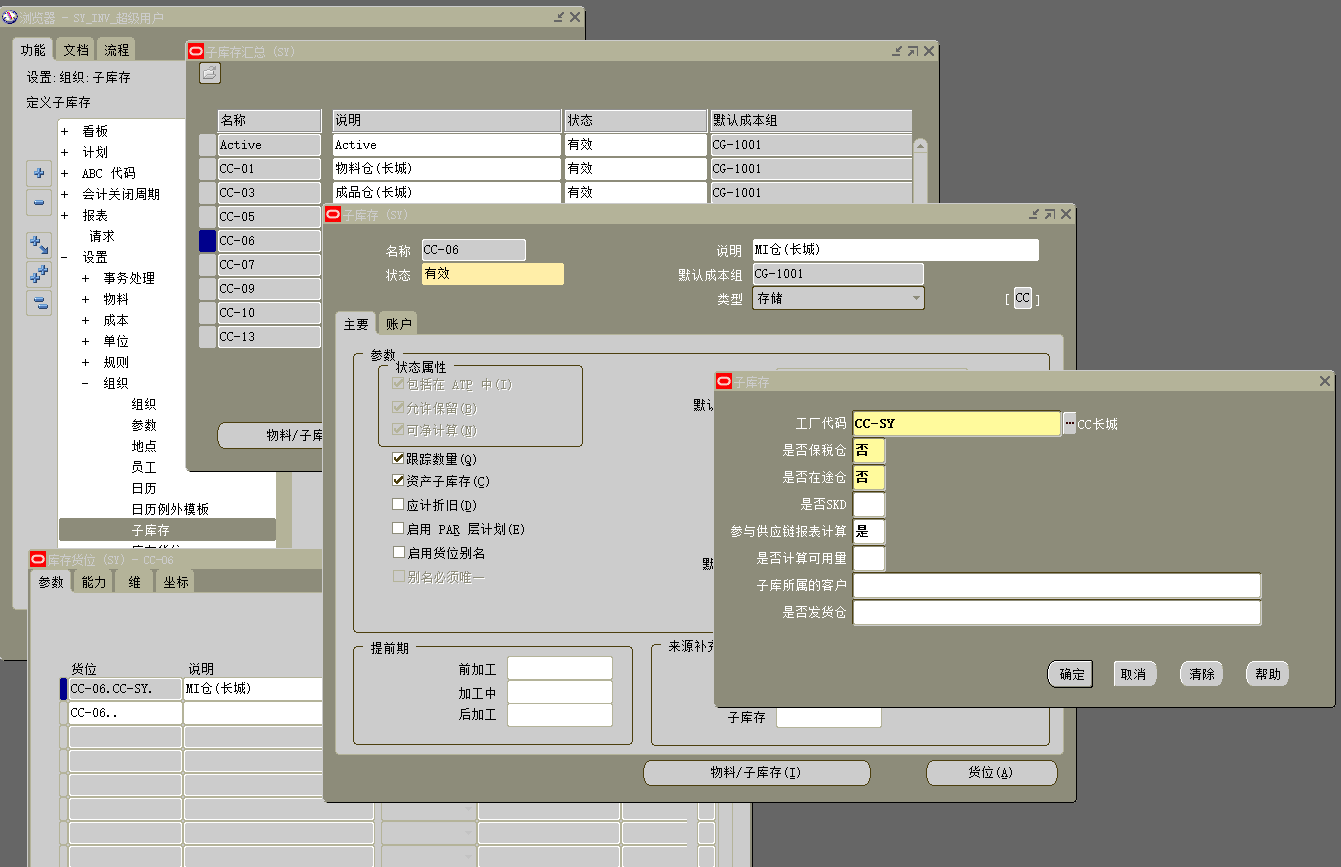 浏览器 - SY_INV_超级用户
功能 文档 流程
设置: 组织: 子库存
定义子库存
+ 看板
+ 计划
+ ABC 代码
+ 会计关闭周期
+ 报表
请求
- 设置
+ 事务处理
+ 物料
+ 成本
+ 单位
+ 规则
- 组织
组织
参数
地点
员工
日历
日历例外模板
子库存
子库存汇总 (SY)
名称 说明 状态 默认成本组
Active Active 有效 CG-1001
CC-01 物料仓(长城) 有效 CG-1001
CC-03 成品仓(长城) 有效 CG-1001
CC-05
CC-06
CC-07
CC-09
CC-10
CC-13
物料/子库
子库存 (SY)
名称 CC-06 说明 MI仓(长城)
状态 有效 默认成本组 CG-1001
类型 存储 [ CC ]
主要 账户
参数
状态属性
包括在 ATP 中(I)
允许保留(B)
可净计算(N)
跟踪数量(Q)
资产子库存(C)
应计折旧(D)
启用 PAR 层计划(E)
启用货位别名
别名必须唯一
默认
默
提前期
前加工
加工中
后加工
来源补充
子库存
物料/子库存(I) 货位(A)
子库存
工厂代码 CC-SY CC长城
是否保税仓 否
是否在途仓 否
是否SKD
参与供应链报表计算 是
是否计算可用量
子库所属的客户
是否发货仓
确定 取消 清除 帮助
库存货位 (SY) - CC-06
参数 能力 维 坐标
货位 说明
CC-06.CC-SY. MI仓(长城)
CC-06..